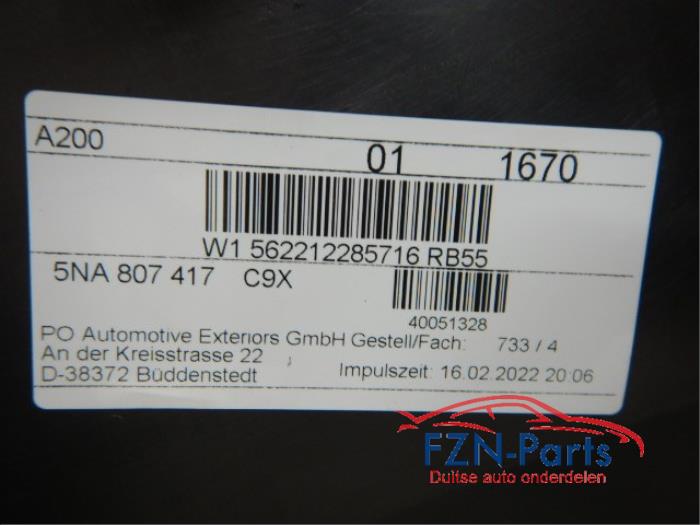 A200
01 1670
W1 562212285716 RB55
5NA 807 417 C9X
40051328
PO Automotive Exteriors GmbH Gestell/Fach: 733 / 4
An der Kreisstrasse 22
D-38372 Büddenstedt
Impulszeit: 16.02.2022 20:06
FZN-Parts
Duitse auto onderdelen